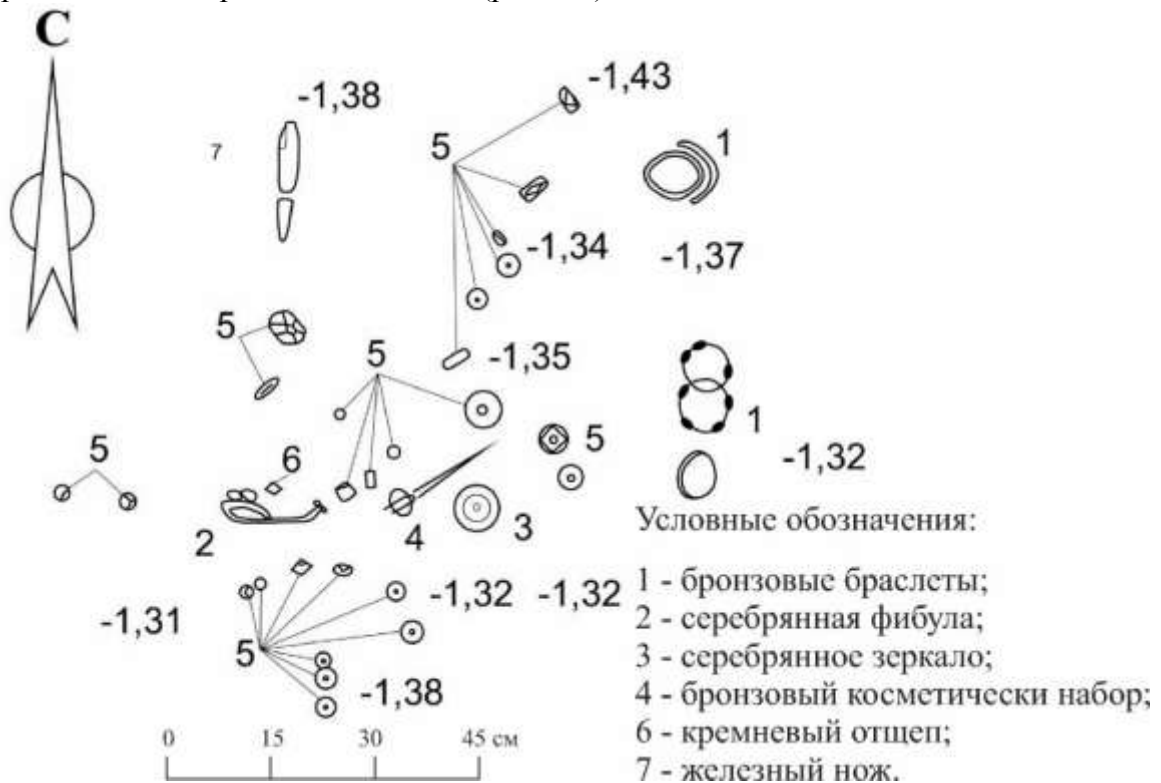 С
-1,38
-1,43
7
5
1
-1,34
-1,37
5
5
-1,35
1
5
6
5
-1,32
2
4
3
-1,31
-1,32
-1,32
5
-1,38
0 15 30 45 см
Условные обозначения:
1 - бронзовые браслеты;
2 - серебрянная фибула;
3 - серебрянное зеркало;
4 - бронзовый косметически набор;
6 - кремневый отщеп;
7 - железный нож.